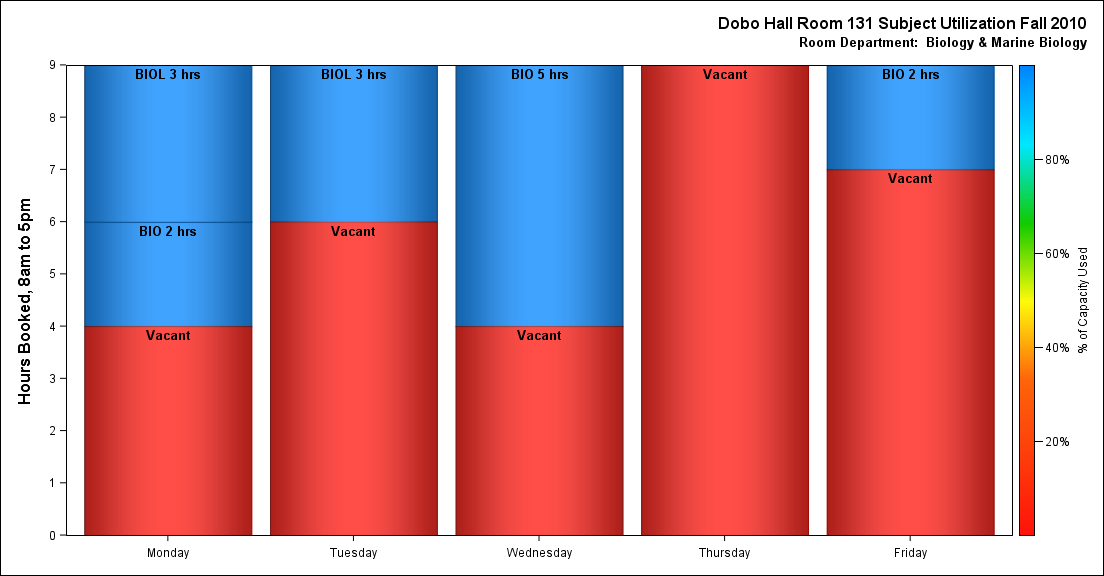 Dobo Hall Room 131 Subject Utilization Fall 2010
Room Department:  Biology & Marine Biology
Hours Booked, 8am to 5pm
9
8
7
6
5
4
3
2
1
0
BIOL 3 hrs
BIO 2 hrs
Vacant
BIOL 3 hrs
Vacant
BIO 5 hrs
Vacant
Vacant
BIO 2 hrs
Vacant
Monday
Tuesday
Wednesday
Thursday
Friday
80%
60%
40%
20%
% of Capacity Used